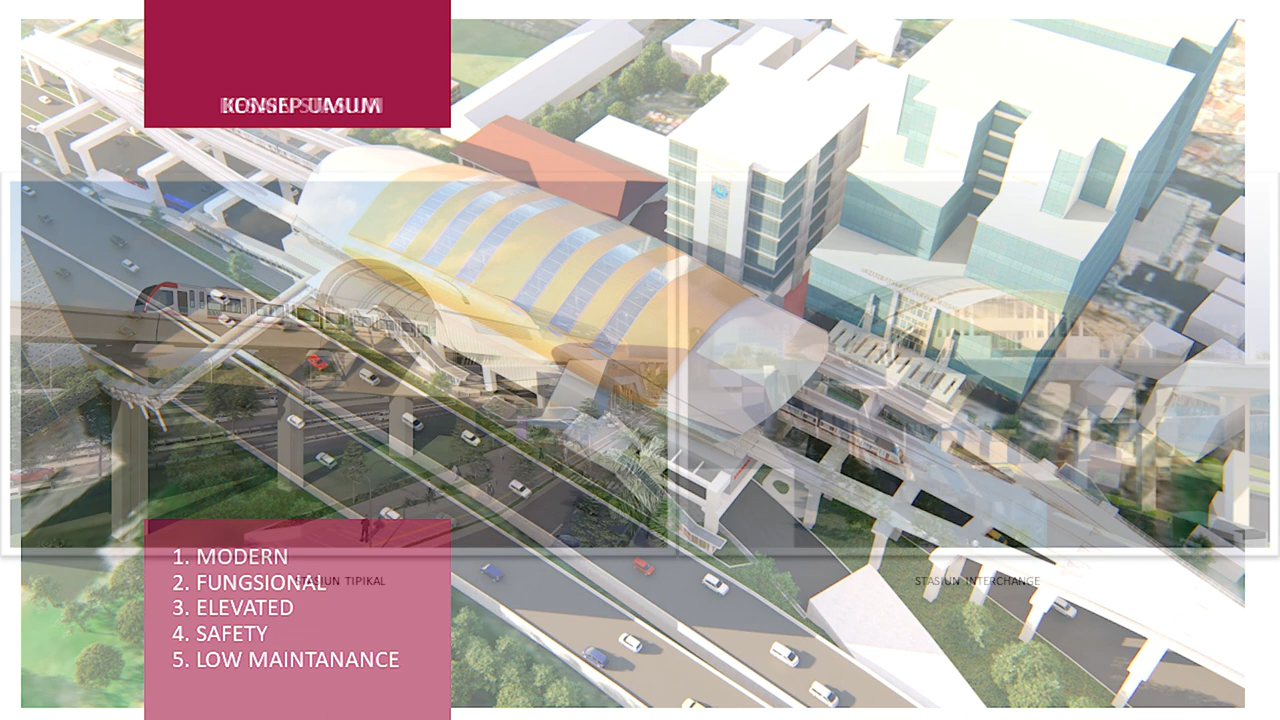 KONSEP UMUM
1. MODERN
2. FUNGSIONAL
3. ELEVATED
4. SAFETY
5. LOW MAINTANANCE
STASIUN TIPIKAL
STASIUN INTERCHANGE